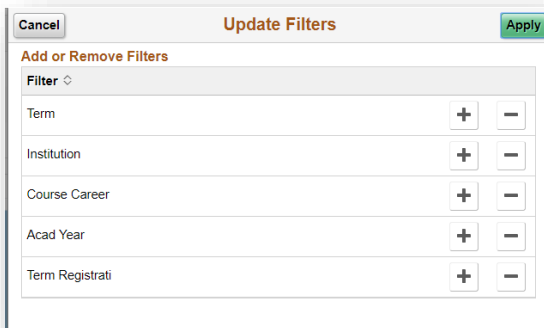 Cancel Update Filters Apply
Add or Remove Filters
Filter
Term
Institution
Course Career
Acad Year
Term Registrati